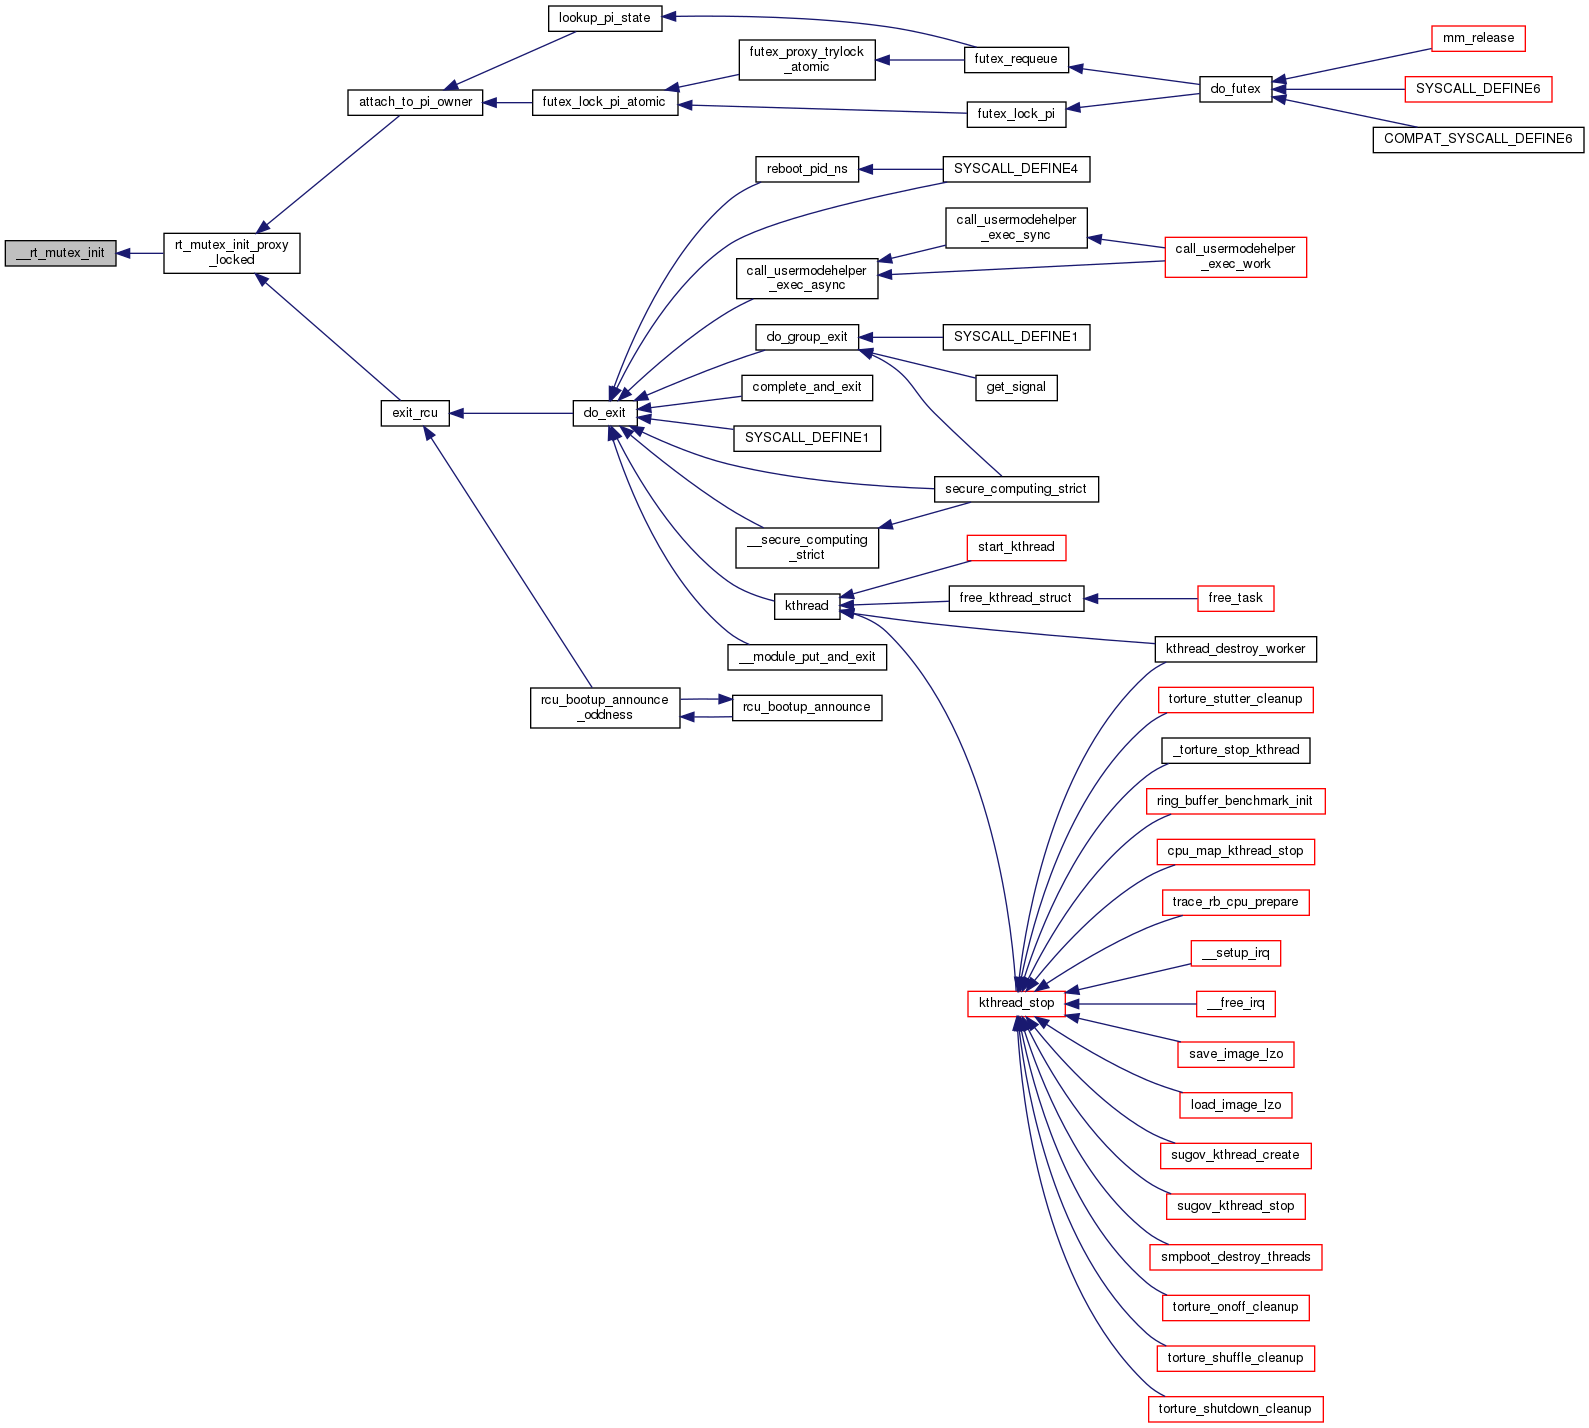 lookup_pi_state
mm_release
futex_proxy_trylock
_atomic
futex_requeue
do_futex
SYSCALL_DEFINE6
attach_to_pi_owner
futex_lock_pi_atomic
futex_lock_pi
COMPAT_SYSCALL_DEFINE6
reboot_pid_ns
SYSCALL_DEFINE4
call_usermodehelper
_exec_sync
__rt_mutex_init
rt_mutex_init_proxy
_locked
call_usermodehelper
_exec_work
call_usermodehelper
_exec_async
do_group_exit
SYSCALL_DEFINE1
complete_and_exit
get_signal
exit_rcu
do_exit
SYSCALL_DEFINE1
secure_computing_strict
__secure_computing
_strict
start_kthread
kthread
free_kthread_struct
free_task
__module_put_and_exit
kthread_destroy_worker
rcu_bootup_announce
_oddness
rcu_bootup_announce
torture_stutter_cleanup
_torture_stop_kthread
ring_buffer_benchmark_init
cpu_map_kthread_stop
trace_rb_cpu_prepare
__setup_irq
kthread_stop
__free_irq
save_image_lzo
load_image_lzo
sugov_kthread_create
sugov_kthread_stop
smpboot_destroy_threads
torture_onoff_cleanup
torture_shuffle_cleanup
torture_shutdown_cleanup